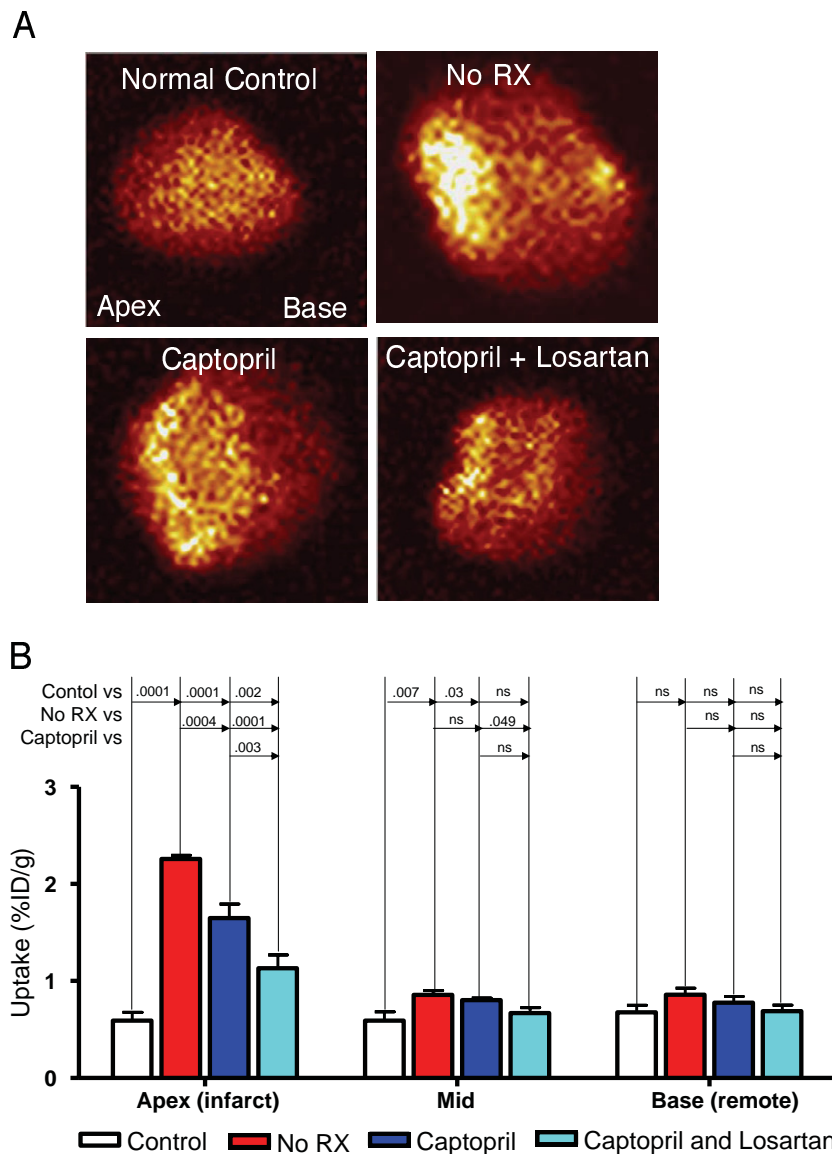 A
Normal Control
No RX
Apex
Base
Captopril
Captopril + Losartan
B
Contol vs
.0001
.0001
.002
.007
.03
ns
ns
ns
ns
No RX vs
.0004
.0001
ns
.049
ns
ns
Captopril vs
.003
ns
ns
Uptake (%ID/g)
3
2
1
0
Apex (infarct)
Mid
Base (remote)
Control
No RX
Captopril
Captopril and Losartan